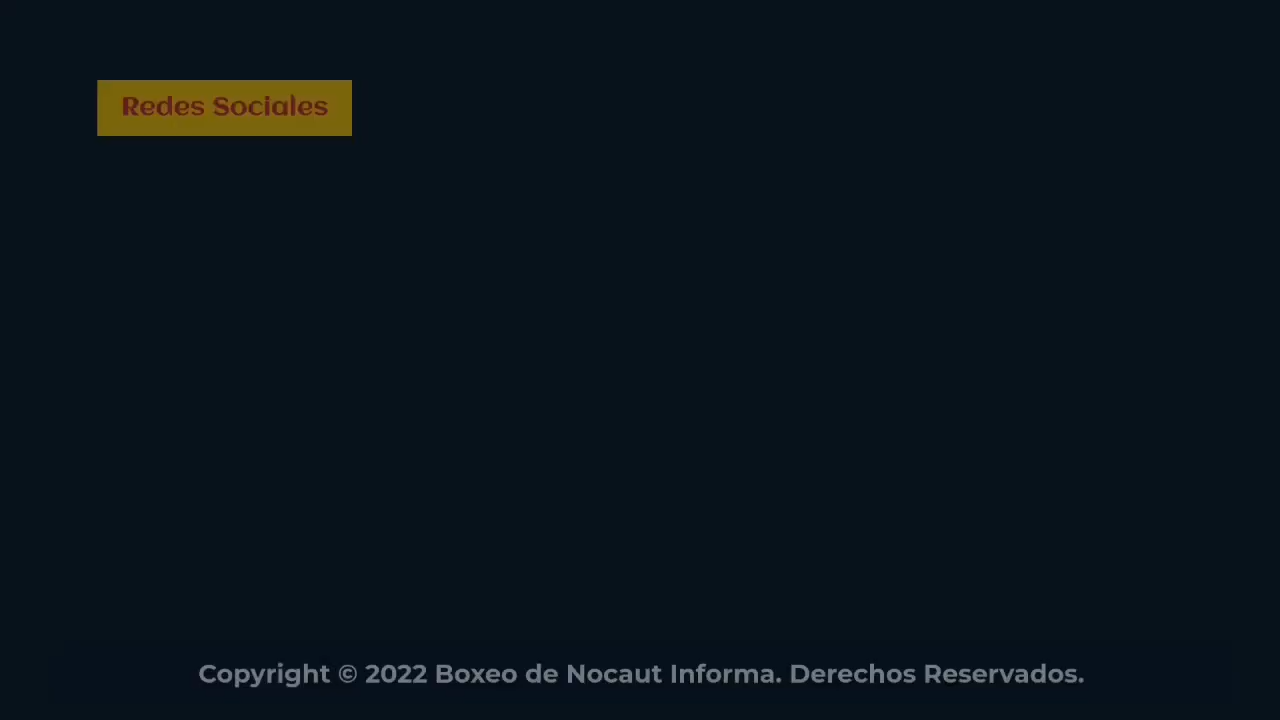 Redes Sociales
Copyright © 2022 Boxeo de Nocaut Informa. Derechos Reservados.